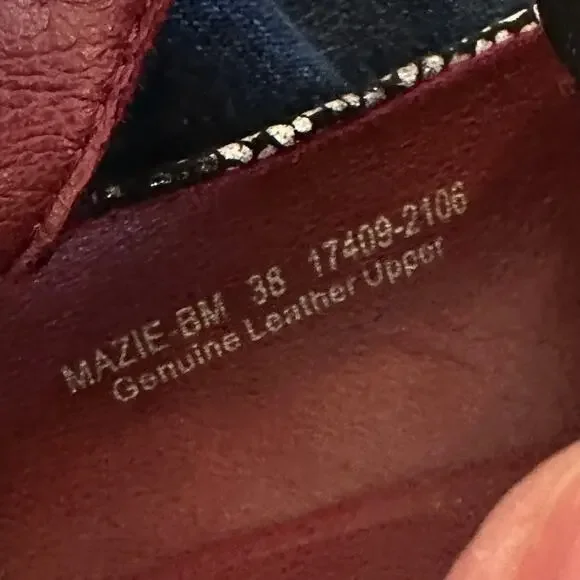 MAZIE-BM 38 17409-2106
Genuine Leather Upper